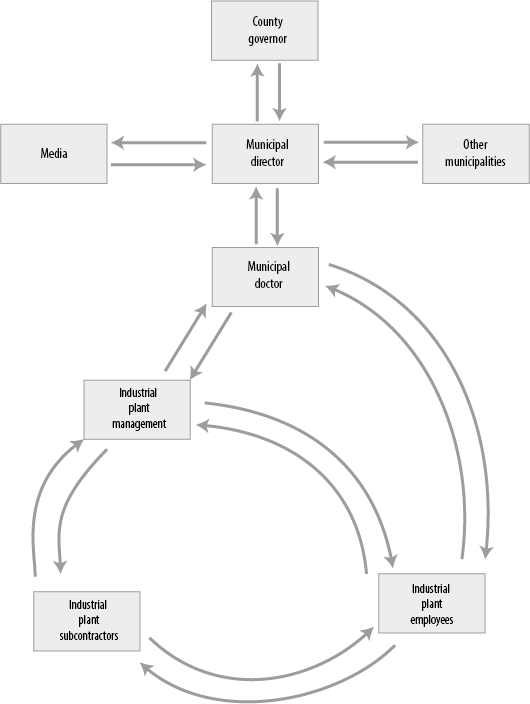 County
governor
Media
Municipal
director
Other
municipalities
Municipal
doctor
Industrial
plant
management
Industrial
plant
subcontractors
Industrial
plant
employees